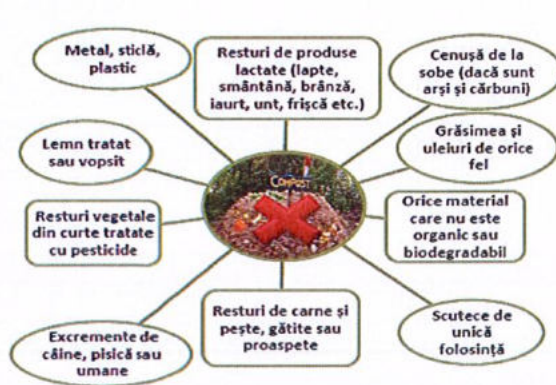 Metal, sticlă,
plastic
Resturi de produse
lactate (lapte,
smântână, brânză,
iaurt, unt, frișcă etc.)
Cenușă de la
sobe (dacă sunt
arși și cărbuni)
Lemn tratat
sau vopsit
Grăsimea și
uleiuri de orice
fel
COMPOST
Resturi vegetale
din curte tratate
cu pesticide
Orice material
care nu este
organic sau
biodegradabil
Excremente de
câine, pisică sau
umane
Resturi de carne și
pește, gătite sau
proaspete
Scutece de
unică
folosință